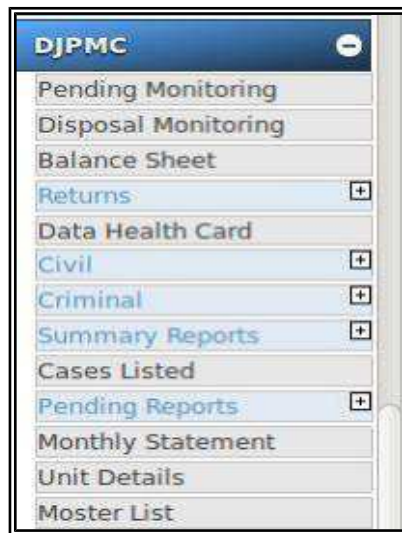 DJPMC
Pending Monitoring
Disposal Monitoring
Balance Sheet
Returns
Data Health Card
Civil
Criminal
Summary Reports
Cases Listed
Pending Reports
Monthly Statement
Unit Details
Moster List